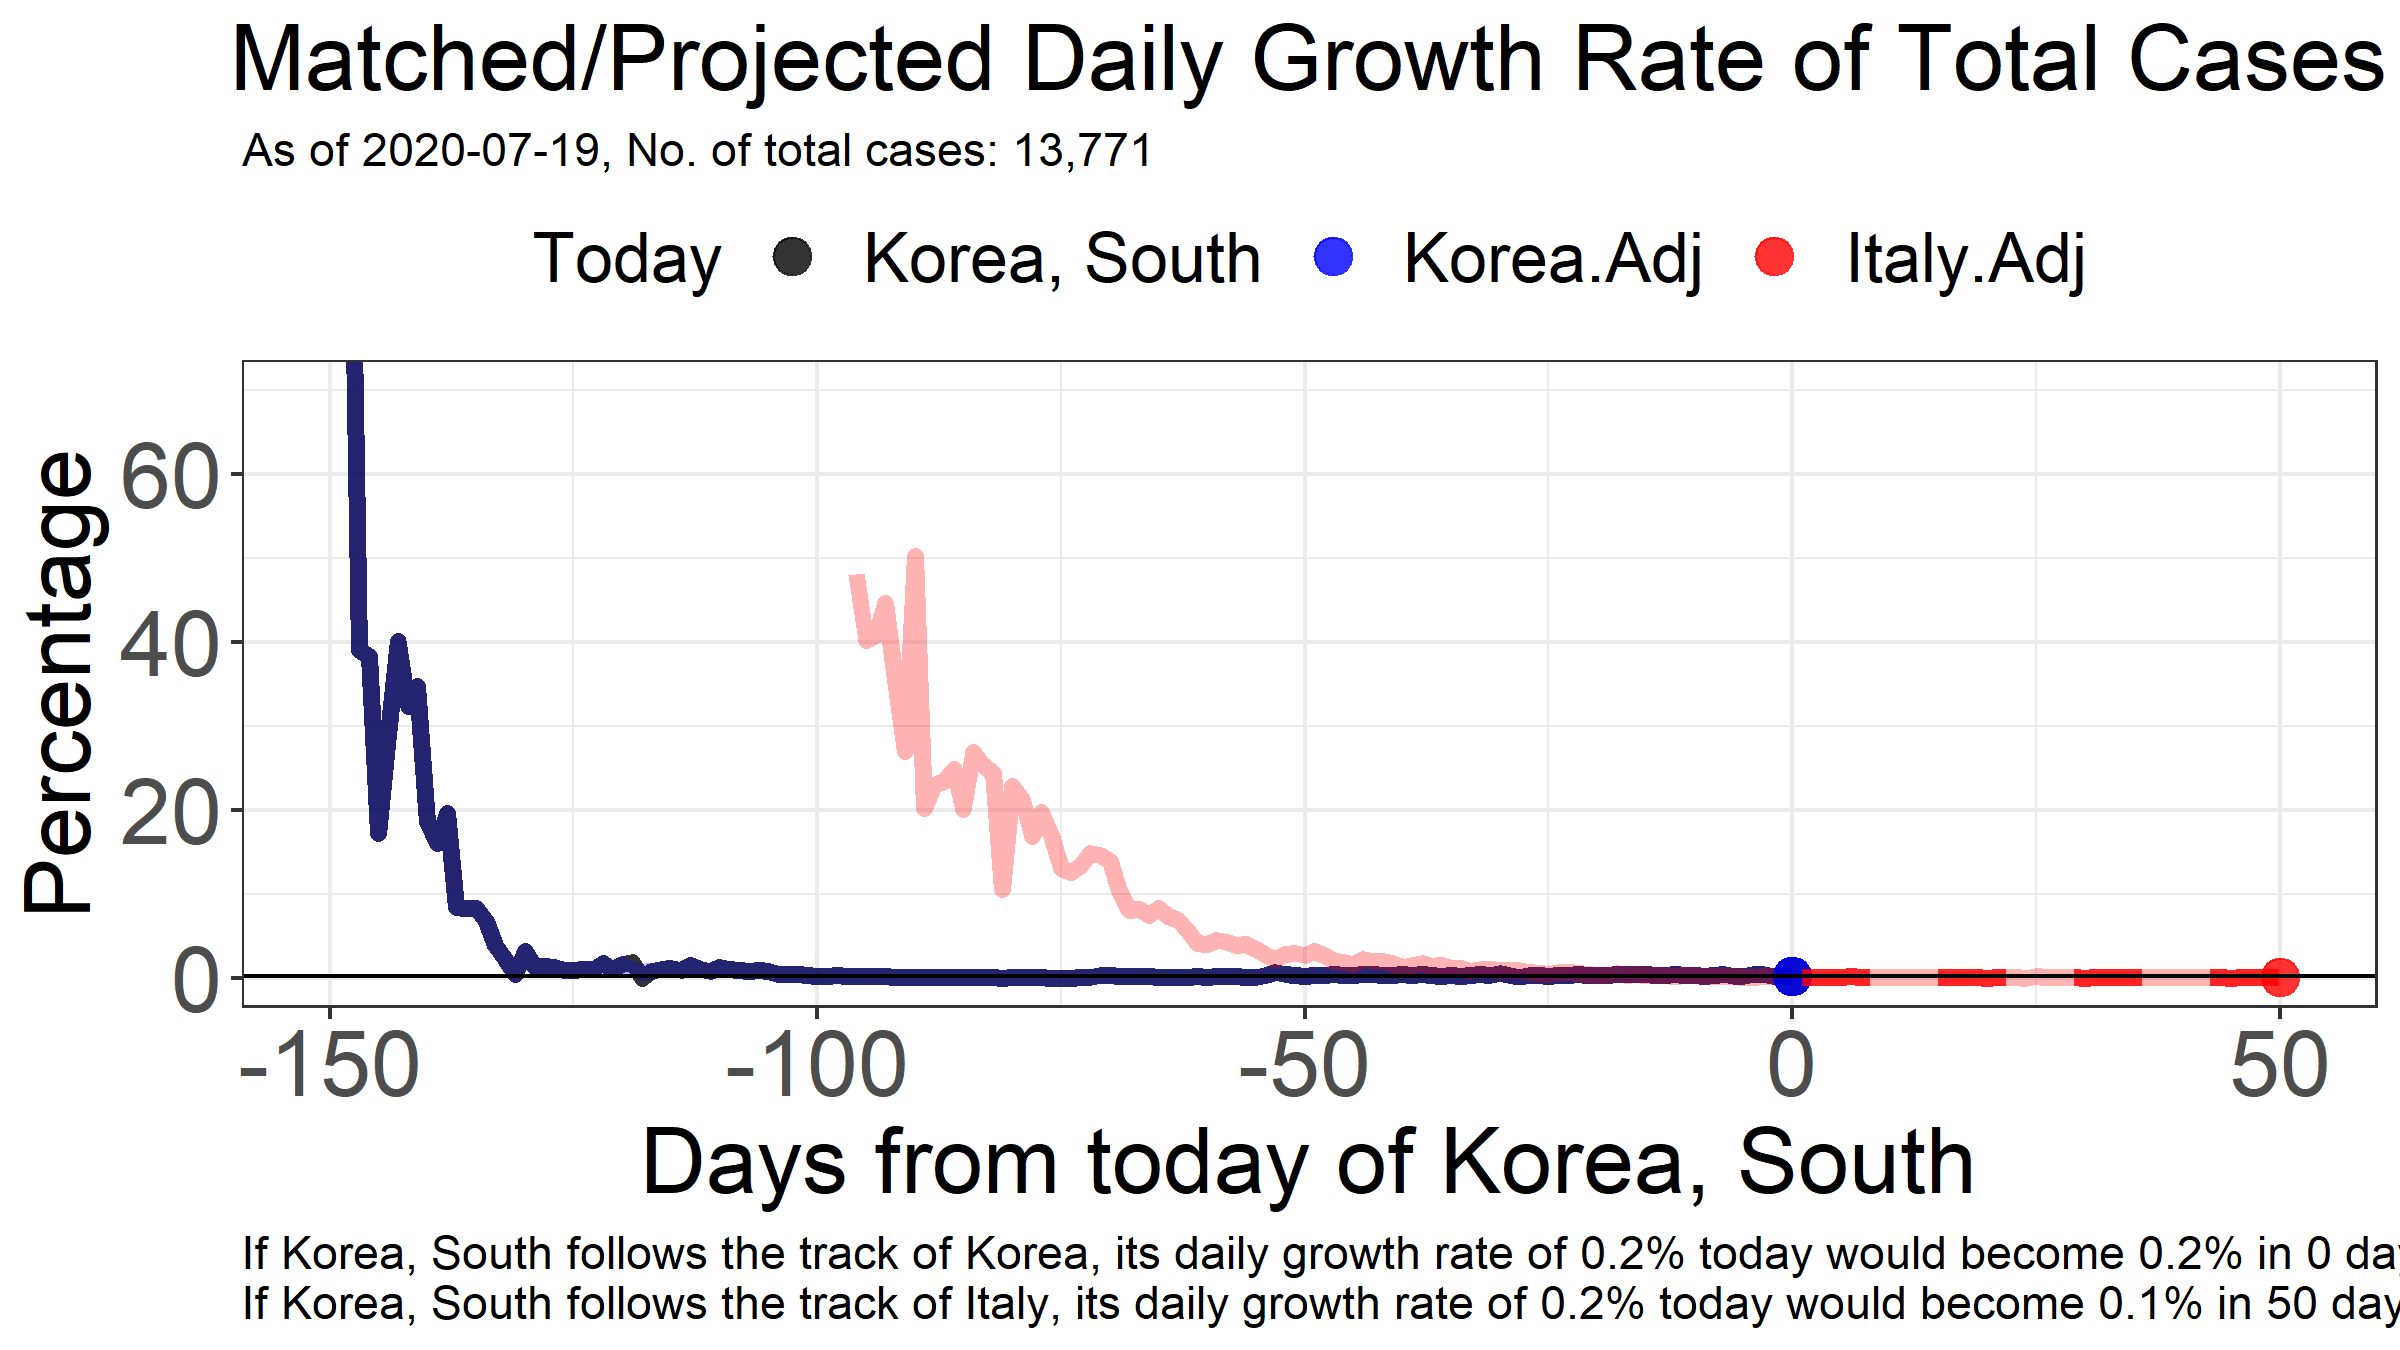 Matched/Projected Daily Growth Rate of Total Cases
As of 2020-07-19, No. of total cases: 13,771
Today Korea, South Korea.Adj Italy.Adj
Percentage
60
40
20
0
-150 -100 -50 0 50
Days from today of Korea, South
If Korea, South follows the track of Korea, its daily growth rate of 0.2% today would become 0.2% in 0 day
If Korea, South follows the track of Italy, its daily growth rate of 0.2% today would become 0.1% in 50 day